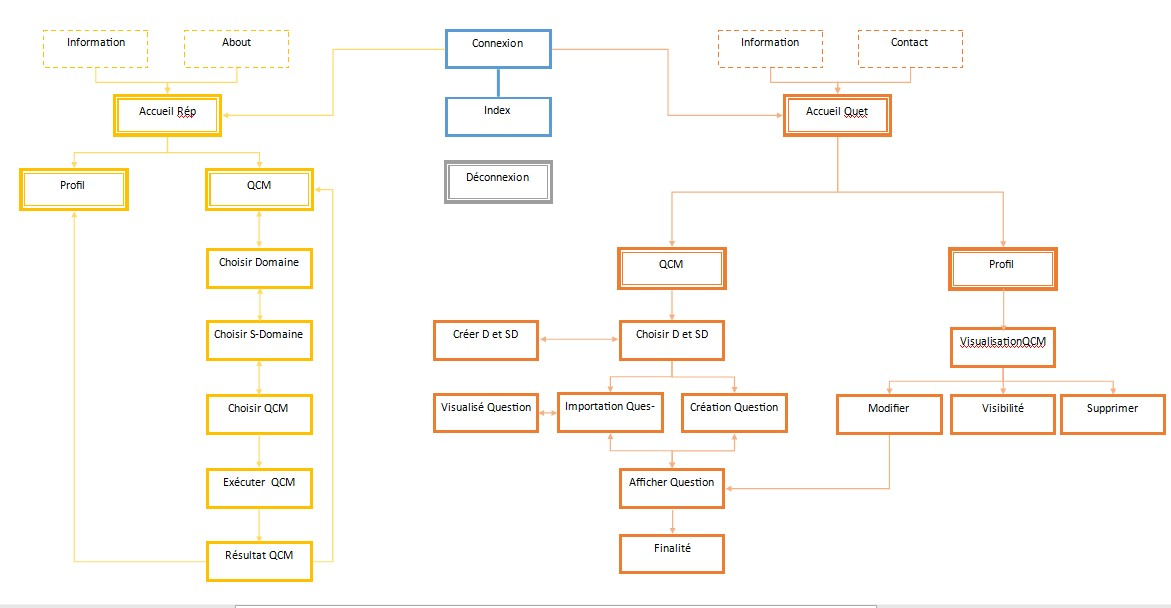 Information
About
Connexion
Information
Contact
Accueil Rép
Index
Accueil Quet
Profil
QCM
Déconnexion
Choisir Domaine
QCM
Profil
Choisir S-Domaine
Créer D et SD
Choisir D et SD
VisualisationQCM
Choisir QCM
Visualisé Question
Importation Ques-
Création Question
Modifier
Visibilité
Supprimer
Exécuter QCM
Afficher Question
Résultat QCM
Finalité